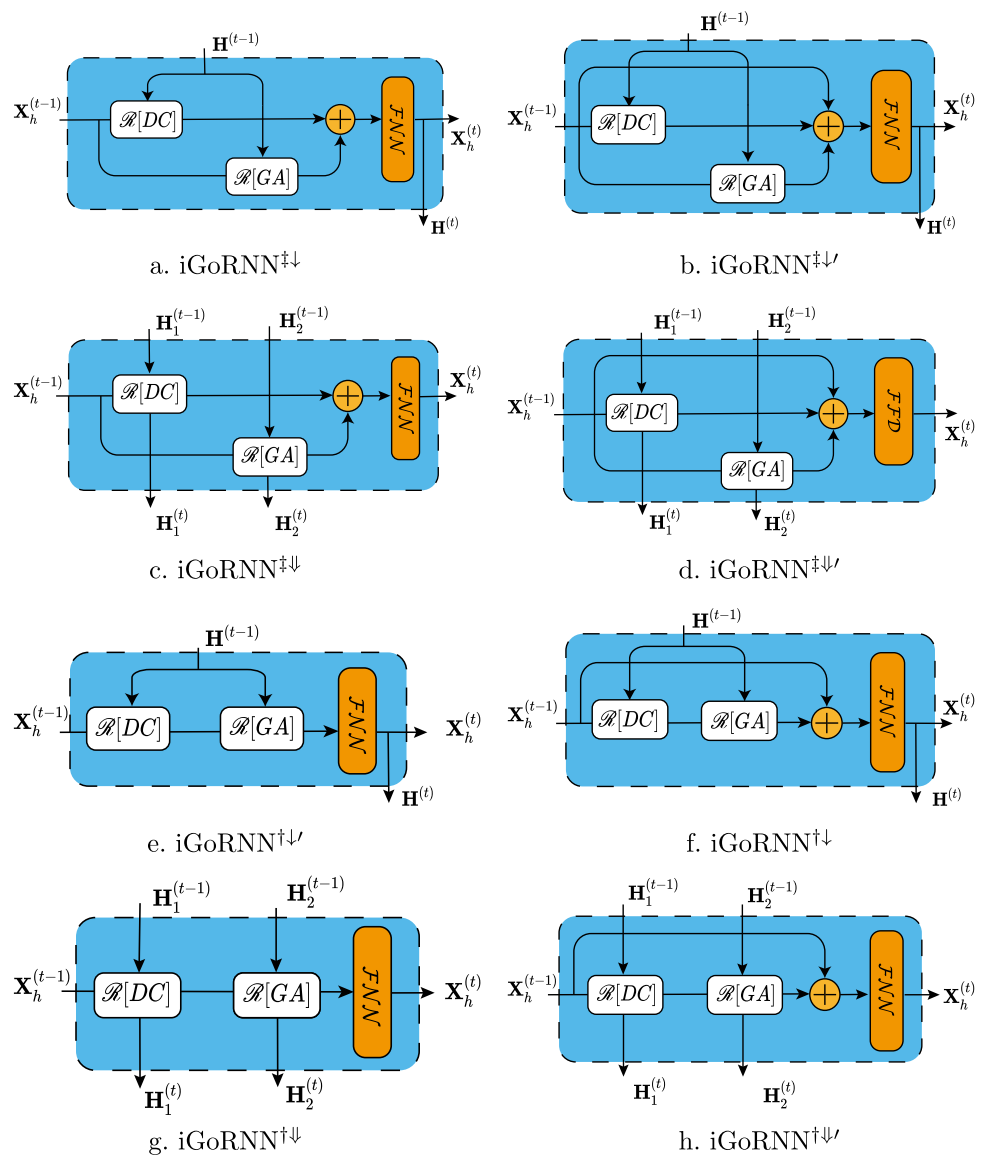 H^(t−1)
X_h^(t−1)
ℛ[DC]
ℛ[GA]
+
FNN
X_h^(t)
H^(t)
a. iGoRNN^‡↓
H^(t−1)
X_h^(t−1)
ℛ[DC]
ℛ[GA]
+
FNN
X_h^(t)
H^(t)
b. iGoRNN^‡↓′
H_1^(t−1)
H_2^(t−1)
X_h^(t−1)
ℛ[DC]
ℛ[GA]
+
FNN
X_h^(t)
H_1^(t)
H_2^(t)
c. iGoRNN^‡⇓
H_1^(t−1)
H_2^(t−1)
X_h^(t−1)
ℛ[DC]
ℛ[GA]
+
FFD
X_h^(t)
H_1^(t)
H_2^(t)
d. iGoRNN^‡⇓′
H^(t−1)
X_h^(t−1)
ℛ[DC]
ℛ[GA]
FNN
X_h^(t)
H^(t)
e. iGoRNN^†↓′
H^(t−1)
X_h^(t−1)
ℛ[DC]
ℛ[GA]
+
FNN
X_h^(t)
H^(t)
f. iGoRNN^†↓
H_1^(t−1)
H_2^(t−1)
X_h^(t−1)
ℛ[DC]
ℛ[GA]
FNN
X_h^(t)
H_1^(t)
H_2^(t)
g. iGoRNN^†⇓
H_1^(t−1)
H_2^(t−1)
X_h^(t−1)
ℛ[DC]
ℛ[GA]
+
FNN
X_h^(t)
H_1^(t)
H_2^(t)
h. iGoRNN^†⇓′